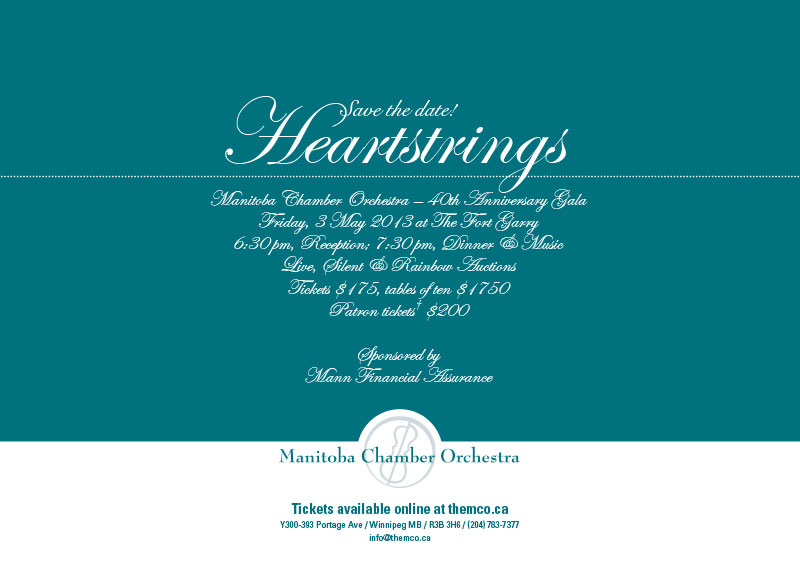 Save the date!
Heartstrings
Manitoba Chamber Orchestra – 40th Anniversary Gala
Friday, 3 May 2013 at The Fort Garry
6:30pm, Reception; 7:30pm, Dinner & Music
Live, Silent & Rainbow Auctions
Tickets $175, tables of ten $1750
Patron tickets† $200
Sponsored by
Mann Financial Assurance
Manitoba Chamber Orchestra
Tickets available online at themco.ca
Y300-393 Portage Ave / Winnipeg MB / R3B 3H6 / (204) 783-7377
info@themco.ca